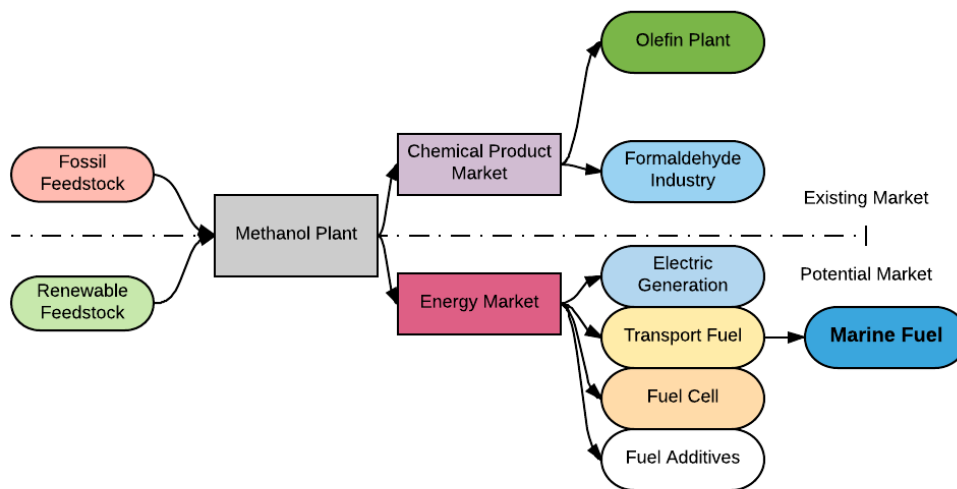 Olefin Plant
Fossil
Feedstock
Chemical Product
Market
Formaldehyde
Industry
Existing Market
Methanol Plant
Renewable
Feedstock
Energy Market
Electric
Generation
Potential Market
Transport Fuel
Marine Fuel
Fuel Cell
Fuel Additives